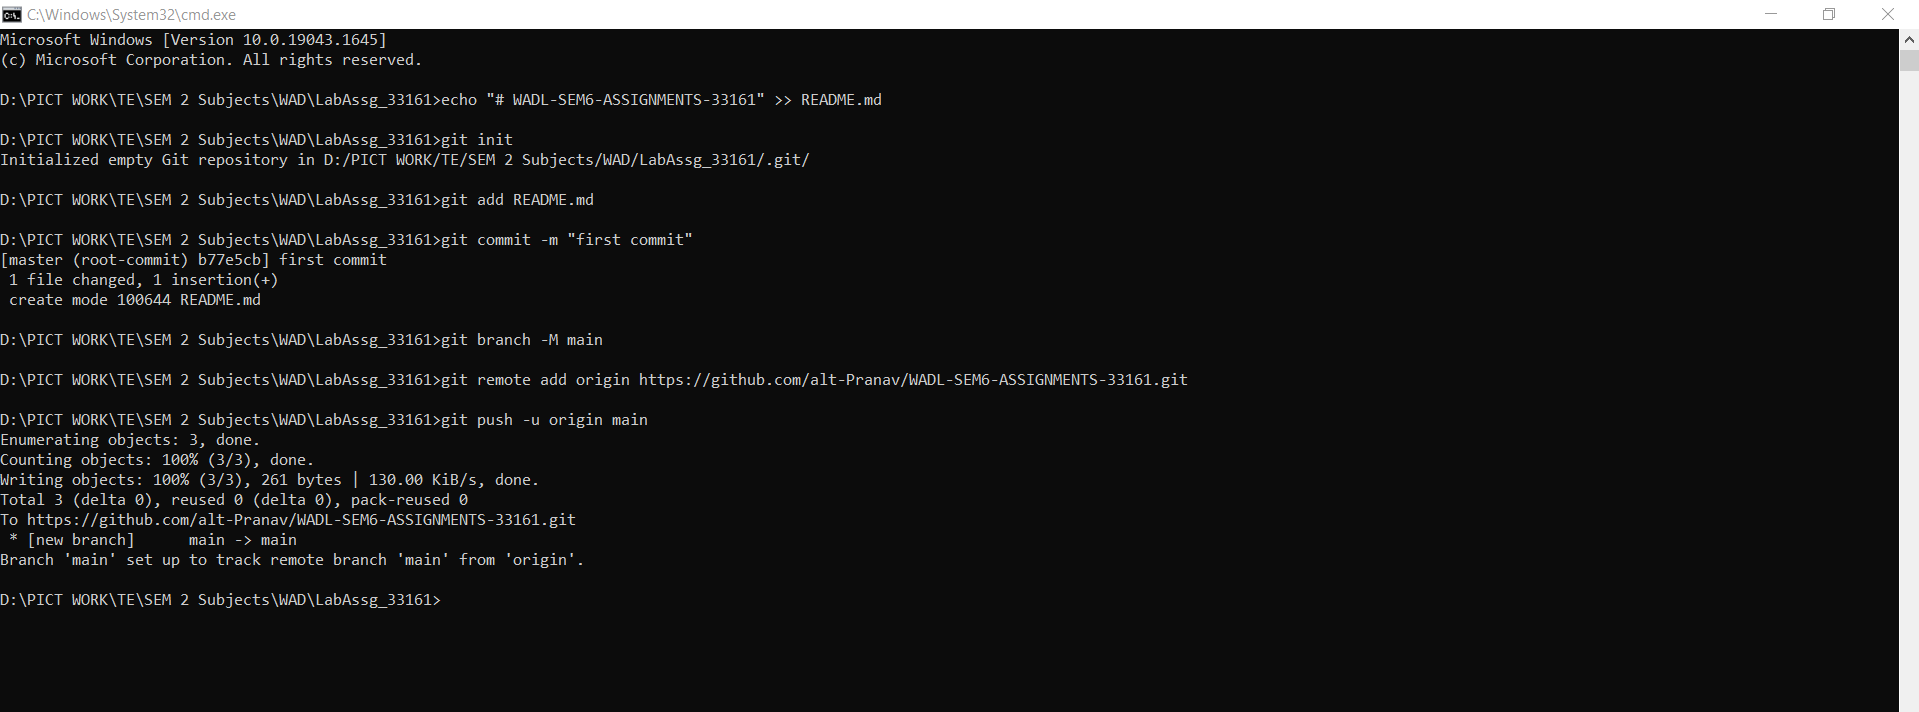 C:\Windows\System32\cmd.exe
Microsoft Windows [Version 10.0.19043.1645]
(c) Microsoft Corporation. All rights reserved.
D:\PICT WORK\TE\SEM 2 Subjects\WAD\LabAssg_33161>echo "# WADL-SEM6-ASSIGNMENTS-33161" >> README.md
D:\PICT WORK\TE\SEM 2 Subjects\WAD\LabAssg_33161>git init
Initialized empty Git repository in D:/PICT WORK/TE/SEM 2 Subjects/WAD/LabAssg_33161/.git/
D:\PICT WORK\TE\SEM 2 Subjects\WAD\LabAssg_33161>git add README.md
D:\PICT WORK\TE\SEM 2 Subjects\WAD\LabAssg_33161>git commit -m "first commit"
[master (root-commit) b77e5cb] first commit
 1 file changed, 1 insertion(+)
 create mode 100644 README.md
D:\PICT WORK\TE\SEM 2 Subjects\WAD\LabAssg_33161>git branch -M main
D:\PICT WORK\TE\SEM 2 Subjects\WAD\LabAssg_33161>git remote add origin https://github.com/alt-Pranav/WADL-SEM6-ASSIGNMENTS-33161.git
D:\PICT WORK\TE\SEM 2 Subjects\WAD\LabAssg_33161>git push -u origin main
Enumerating objects: 3, done.
Counting objects: 100% (3/3), done.
Writing objects: 100% (3/3), 261 bytes | 130.00 KiB/s, done.
Total 3 (delta 0), reused 0 (delta 0), pack-reused 0
To https://github.com/alt-Pranav/WADL-SEM6-ASSIGNMENTS-33161.git
 * [new branch]      main -> main
Branch 'main' set up to track remote branch 'main' from 'origin'.
D:\PICT WORK\TE\SEM 2 Subjects\WAD\LabAssg_33161>